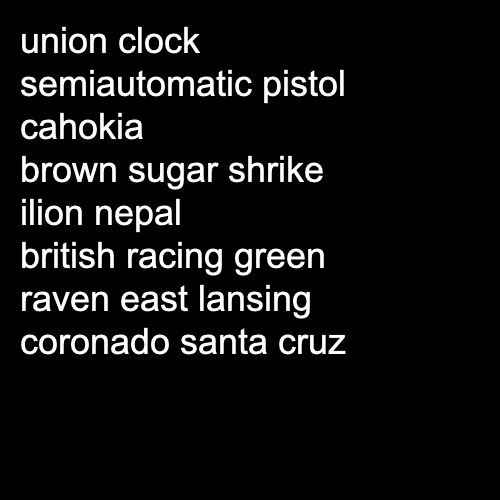 union clock
semiautomatic pistol
cahokia
brown sugar shrike
ilion nepal
british racing green
raven east lansing
coronado santa cruz